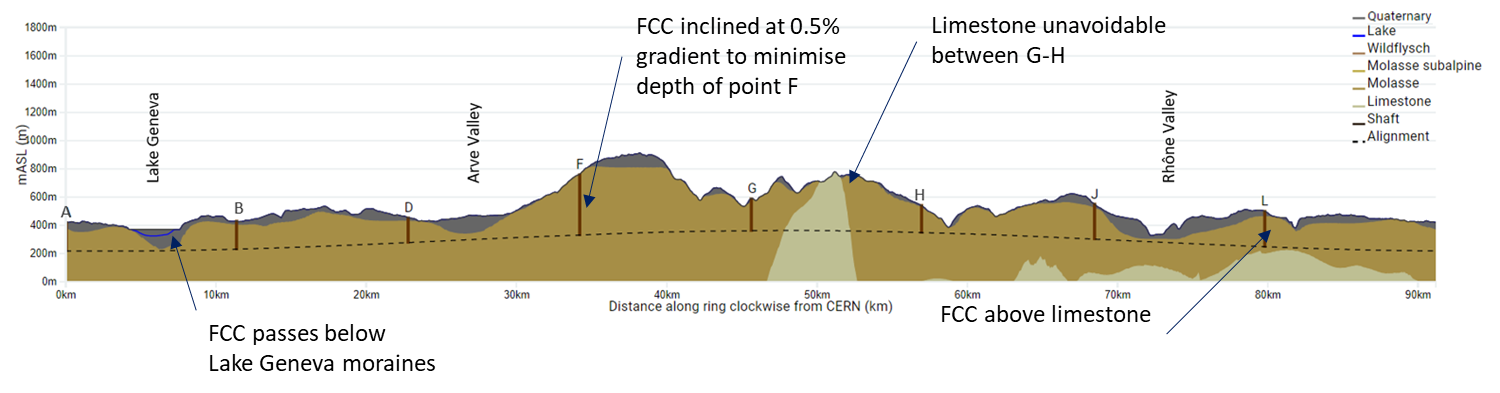 FCC inclined at 0.5%
gradient to minimise
depth of point F
Limestone unavoidable
between G-H
Quaternary
Lake
Wildflysch
Molasse subalpine
Molasse
Limestone
Shaft
Alignment
1800m
1600m
1400m
1200m
1000m
800m
600m
400m
200m
0m
mASL (m)
Lake Geneva
Arve Valley
Rhône Valley
A
B
D
F
G
H
J
L
0km
10km
20km
30km
40km
50km
60km
70km
80km
90km
Distance along ring clockwise from CERN (km)
FCC passes below
Lake Geneva moraines
FCC above limestone